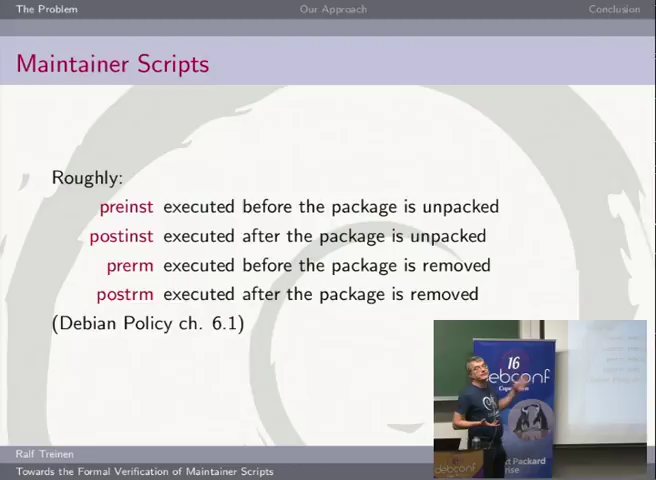 The Problem
Our Approach
Conclusion
Maintainer Scripts
Roughly:
preinst executed before the package is unpacked
postinst executed after the package is unpacked
prerm executed before the package is removed
postrm executed after the package is removed
(Debian Policy ch. 6.1)
16
debconf
Ralf Treinen
Towards the Formal Verification of Maintainer Scripts
debconf
Packard